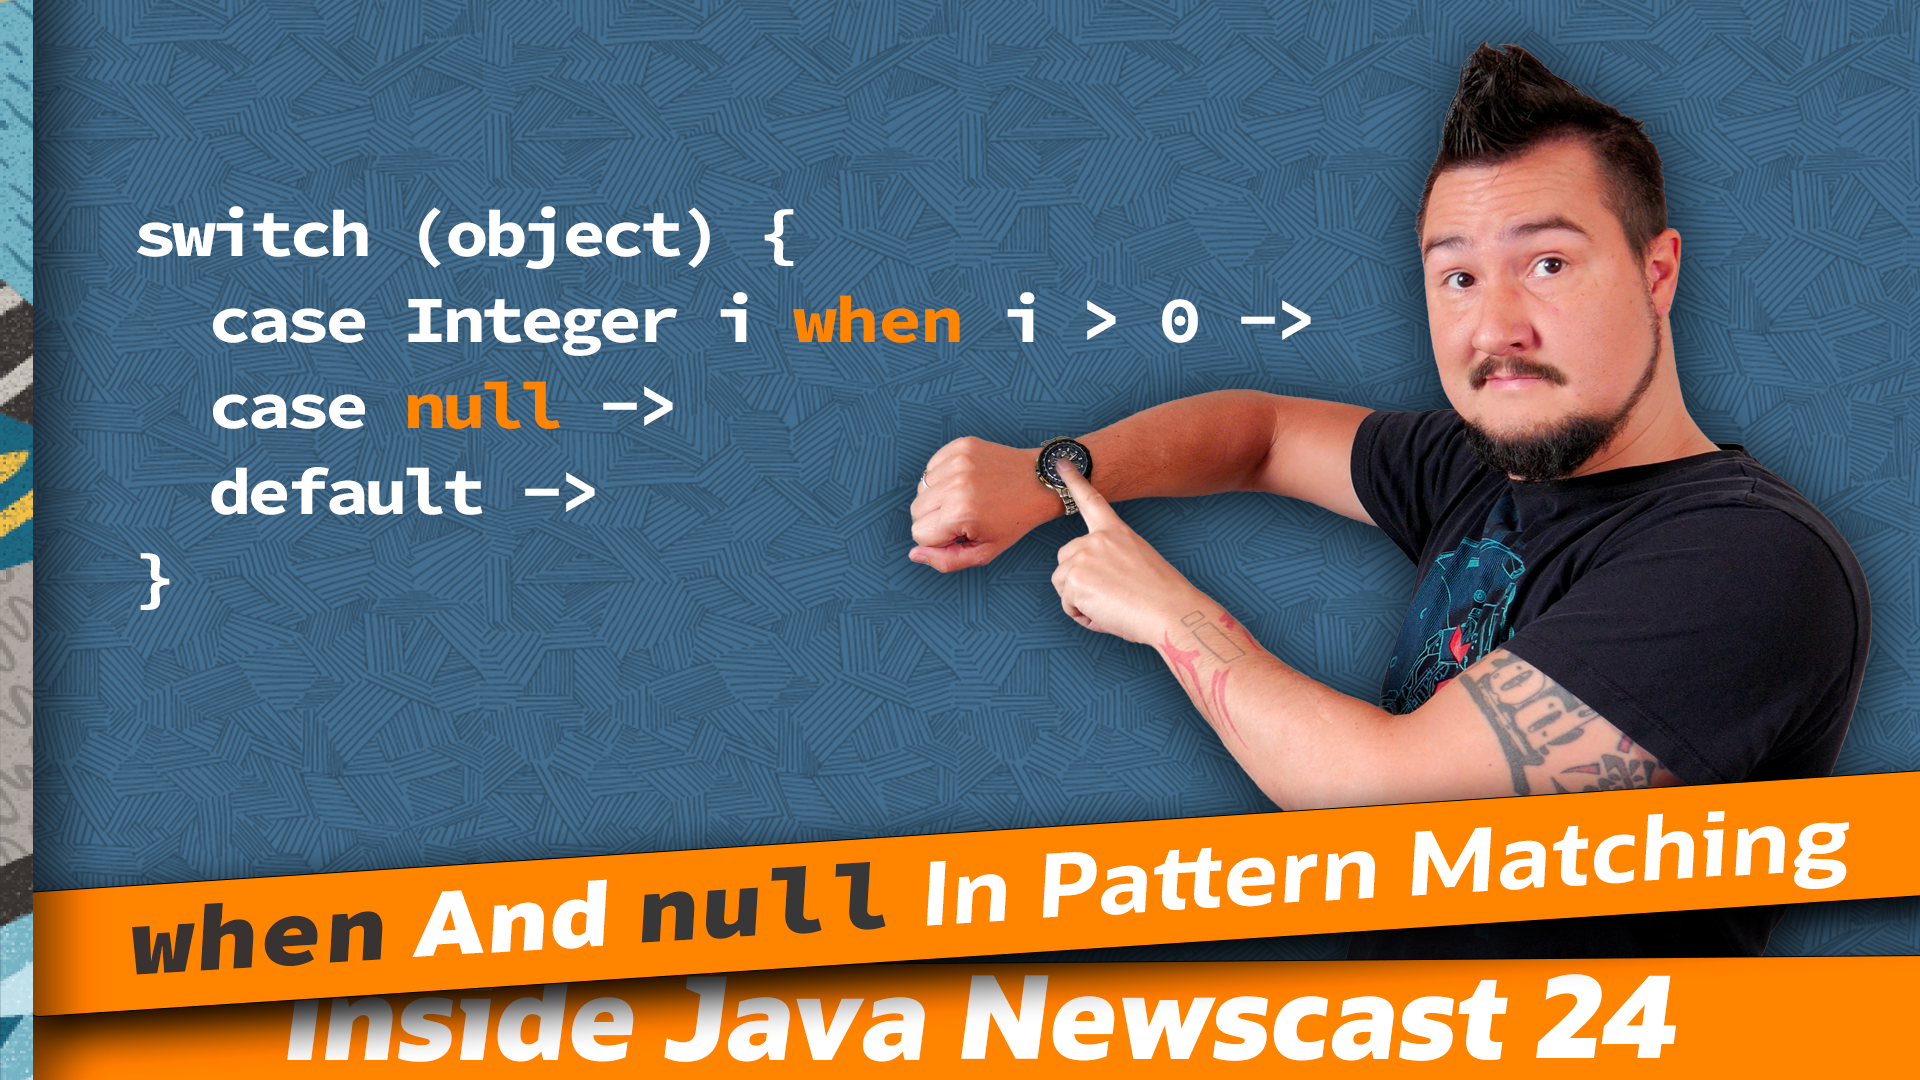 switch (object) {
case Integer i when i > 0 ->
case null ->
default ->
}
when And null In Pattern Matching
Inside Java Newscast 24